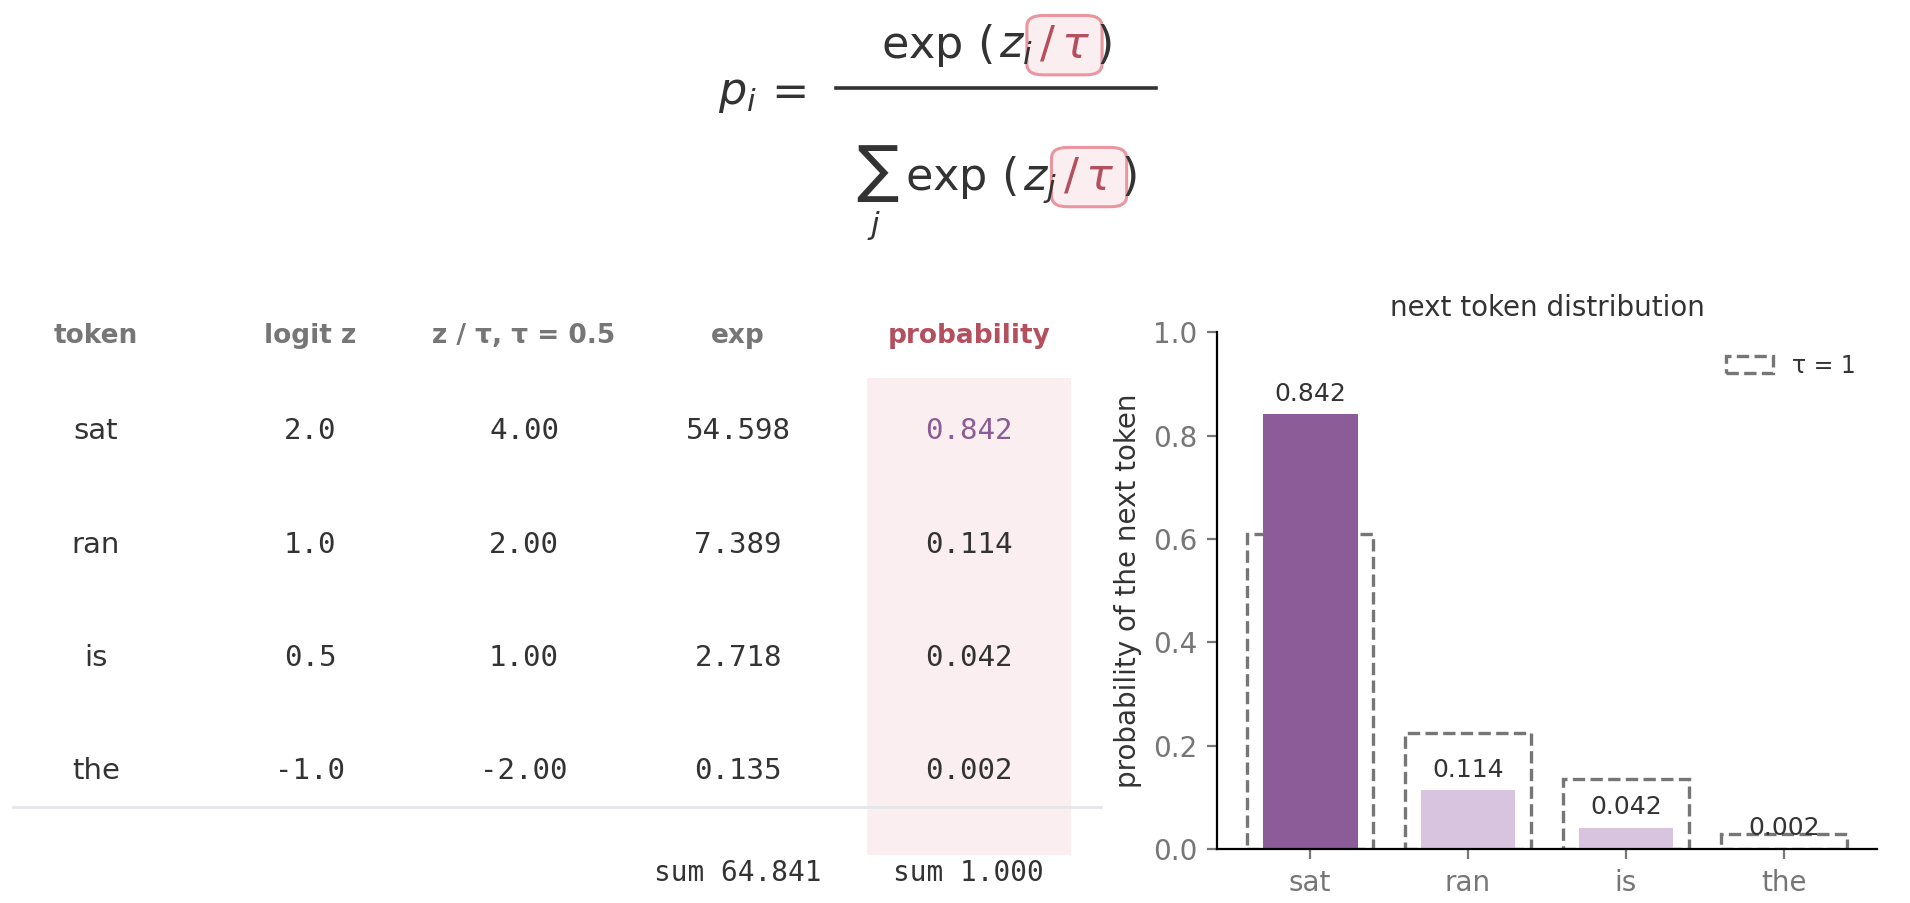 p_i = exp (z_i / τ)
∑_j exp (z_j / τ)
token logit z z / τ, τ = 0.5 exp probability
sat 2.0 4.00 54.598 0.842
ran 1.0 2.00 7.389 0.114
is 0.5 1.00 2.718 0.042
the -1.0 -2.00 0.135 0.002
sum 64.841 sum 1.000
next token distribution
τ = 1
probability of the next token
1.0
0.8
0.6
0.4
0.2
0.0
0.842
0.114
0.042
0.002
sat ran is the